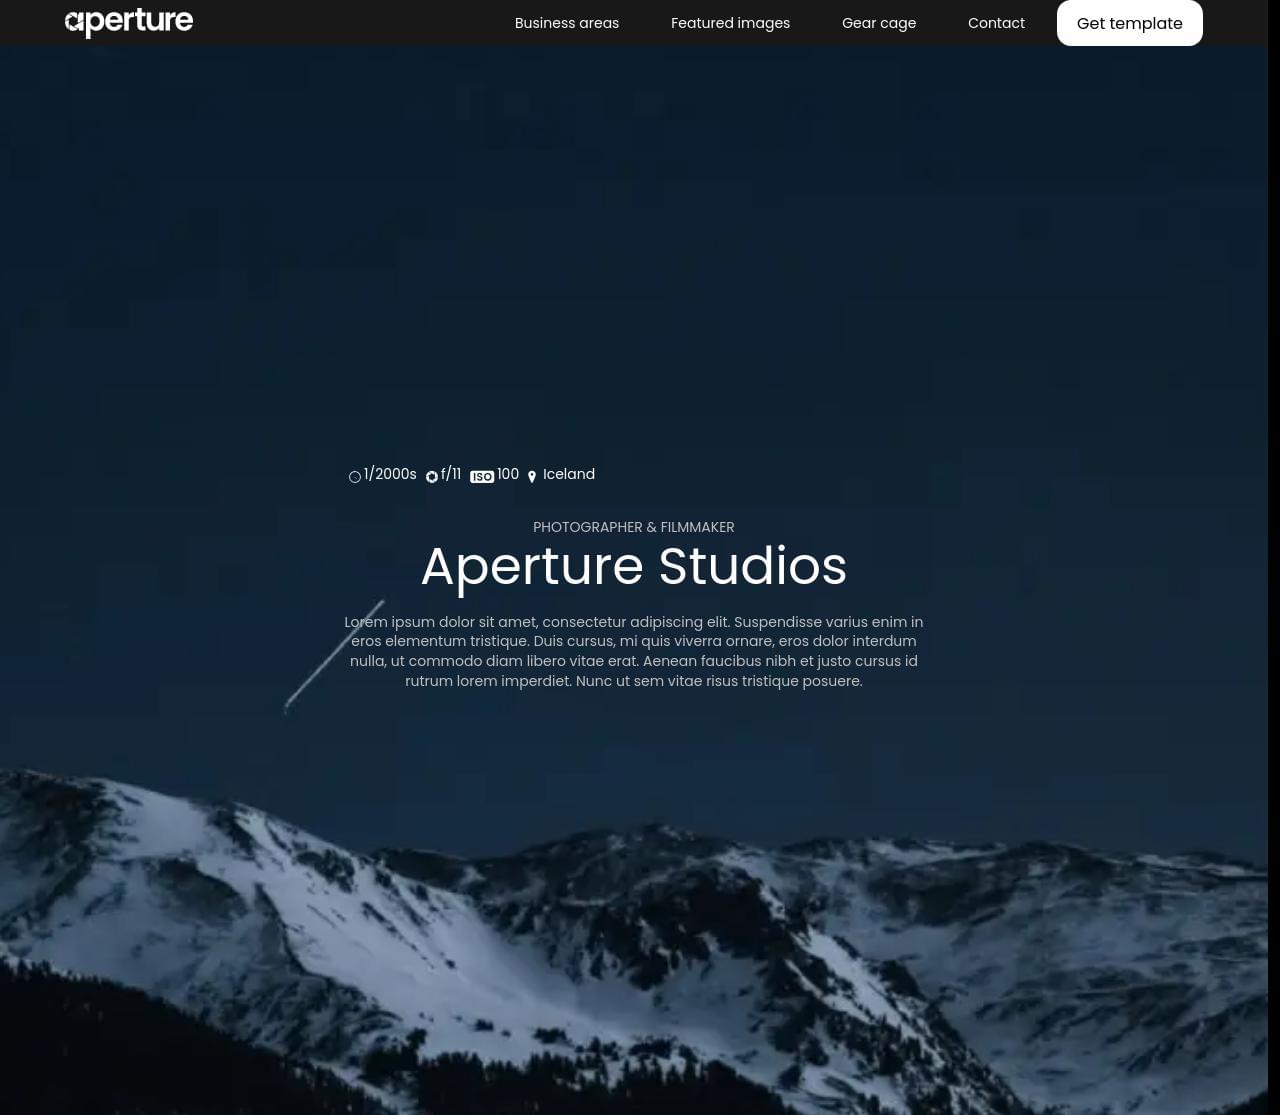 aperture
Business areas
Featured images
Gear cage
Contact
Get template
1/2000s f/11 ISO 100 Iceland
PHOTOGRAPHER & FILMMAKER
Aperture Studios
Lorem ipsum dolor sit amet, consectetur adipiscing elit. Suspendisse varius enim in
eros elementum tristique. Duis cursus, mi quis viverra ornare, eros dolor interdum
nulla, ut commodo diam libero vitae erat. Aenean faucibus nibh et justo cursus id
rutrum lorem imperdiet. Nunc ut sem vitae risus tristique posuere.